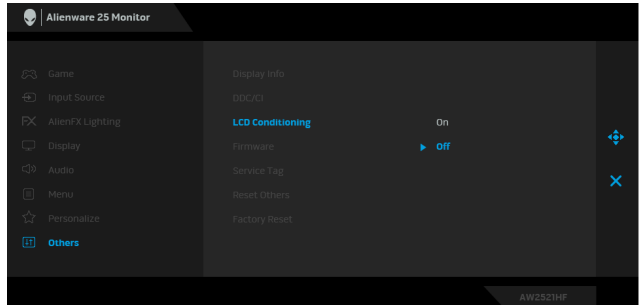 Alienware 25 Monitor
Game
Input Source
FX AlienFX Lighting
Display
Audio
Menu
Personalize
Others
Display Info
DDC/CI
LCD Conditioning
On
Firmware
Off
Service Tag
Reset Others
Factory Reset
AW2521HF